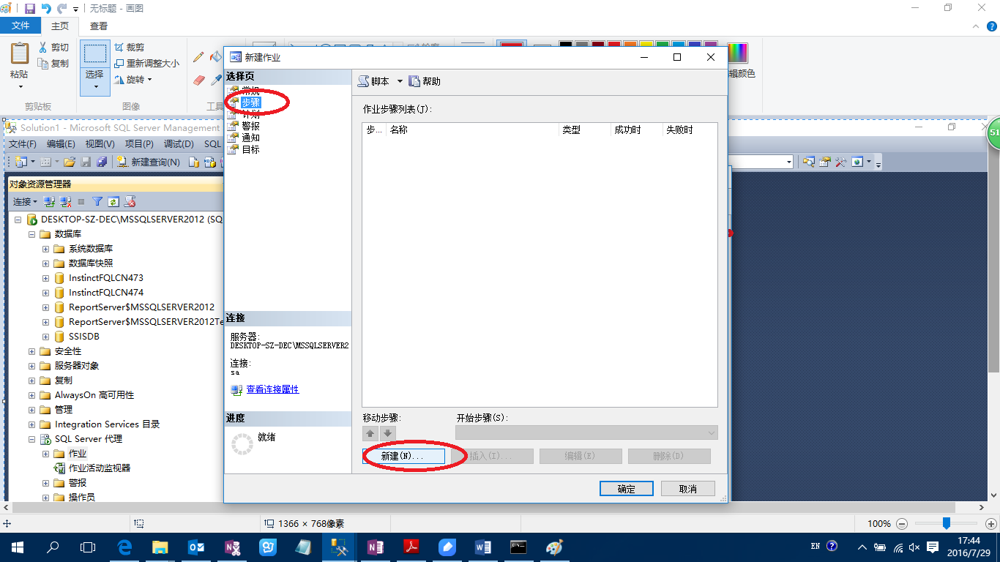 无标题 - 画图
文件 主页 查看
粘贴
剪切
复制
剪贴板
选择
裁剪
重新调整大小
旋转
图像
工具
编辑颜色
Solution1 - Microsoft SQL Server Management
文件(F) 编辑(E) 视图(V) 项目(P) 调试(D) SQL
新建查询(N)
对象资源管理器
连接
DESKTOP-SZ-DEC\MSSQLSERVER2012 (SQ
数据库
系统数据库
数据库快照
InstinctFQLCN473
InstinctFQLCN474
ReportServer$MSSQLSERVER2012
ReportServer$MSSQLSERVER2012Te
SSISDB
安全性
服务器对象
复制
AlwaysOn 高可用性
管理
Integration Services 目录
SQL Server 代理
作业
作业活动监视器
警报
操作员
新建作业
选择页
常规
步骤
计划
警报
通知
目标
连接
服务器:
DESKTOP-SZ-DEC\MSSQLSERVER2
连接:
sa
查看连接属性
进度
就绪
脚本 帮助
作业步骤列表(J):
步... 名称 类型 成功时 失败时
移动步骤: 开始步骤(S):
新建(N)... 插入(I)... 编辑(E) 删除(D)
确定 取消
51
1366 × 768像素
100%
EN
17:44
2016/7/29